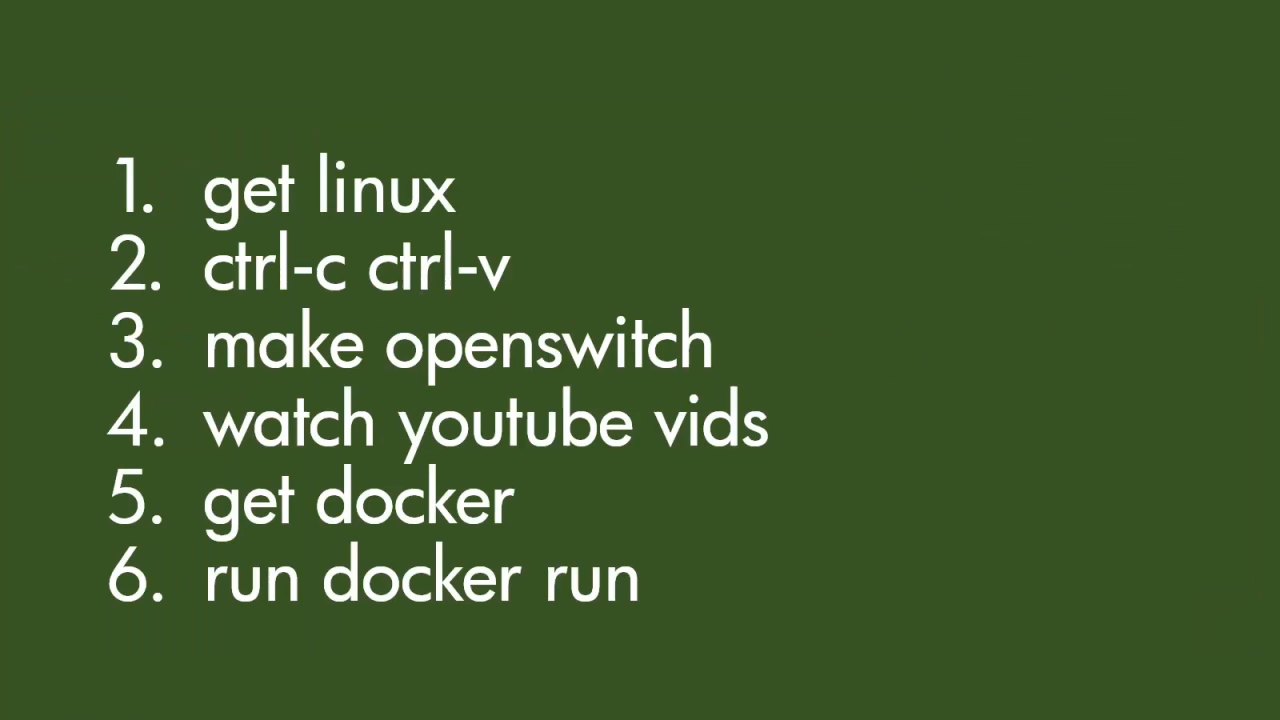 1. get linux
2. ctrl-c ctrl-v
3. make openswitch
4. watch youtube vids
5. get docker
6. run docker run